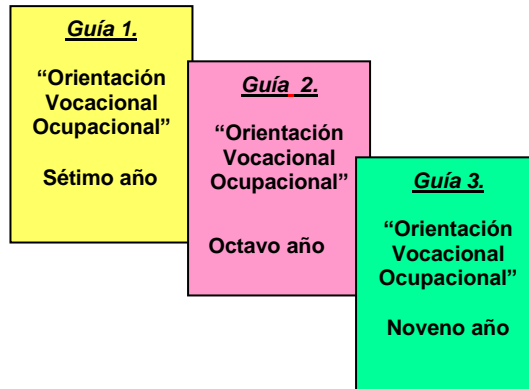 Guía 1.
“Orientación
Vocacional
Ocupacional”
Sétimo año
Guía 2.
“Orientación
Vocacional
Ocupacional”
Octavo año
Guía 3.
“Orientación
Vocacional
Ocupacional”
Noveno año